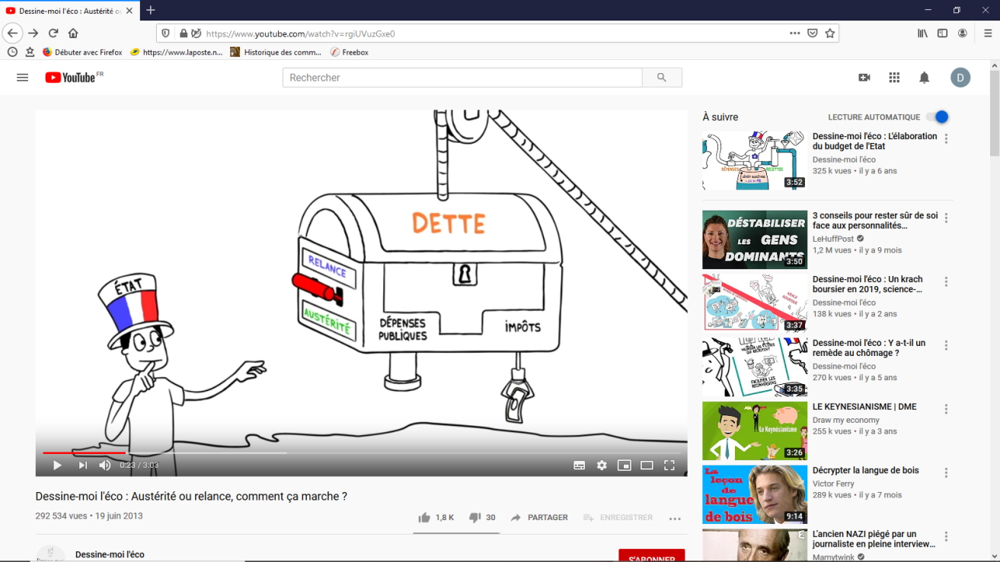 Dessine-moi l'éco : Austérité o
https://www.youtube.com/watch?v=rgiUVuzGxe0
Débuter avec Firefox
https://www.laposte.n...
Historique des comm...
Freebox
YouTube FR
Rechercher
D
DETTE
RELANCE
AUSTÉRITÉ
DÉPENSES
PUBLIQUES
IMPÔTS
ÉTAT
0:23 / 3:03
Dessine-moi l'éco : Austérité ou relance, comment ça marche ?
292 534 vues • 19 juin 2013
1,8 K
30
PARTAGER
ENREGISTRER
Dessine-moi l'éco
S'ABONNER
À suivre
LECTURE AUTOMATIQUE
DÉPENSES
RECETTES
3:52
Dessine-moi l'éco : L'élaboration
du budget de l'Etat
Dessine-moi l'éco
325 k vues • il y a 6 ans
DÉSTABILISER
LES GENS
DOMINANTS
3:50
3 conseils pour rester sûr de soi
face aux personnalités...
LeHuffPost
1,2 M vues • il y a 9 mois
KRACH
BOURSIER
3:37
Dessine-moi l'éco : Un krach
boursier en 2019, science-...
Dessine-moi l'éco
138 k vues • il y a 2 ans
FACILITER LES
RECONVERSIONS
3:35
Dessine-moi l'éco : Y a-t-il un
remède au chômage ?
Dessine-moi l'éco
270 k vues • il y a 5 ans
Le Keynésianisme
3:26
LE KEYNESIANISME | DME
Draw my economy
255 k vues • il y a 3 ans
La
leçon
de
langue
de bois
9:14
Décrypter la langue de bois
Victor Ferry
289 k vues • il y a 7 mois
2
L'ancien NAZI piégé par un
journaliste en pleine interview...
Mamytwink